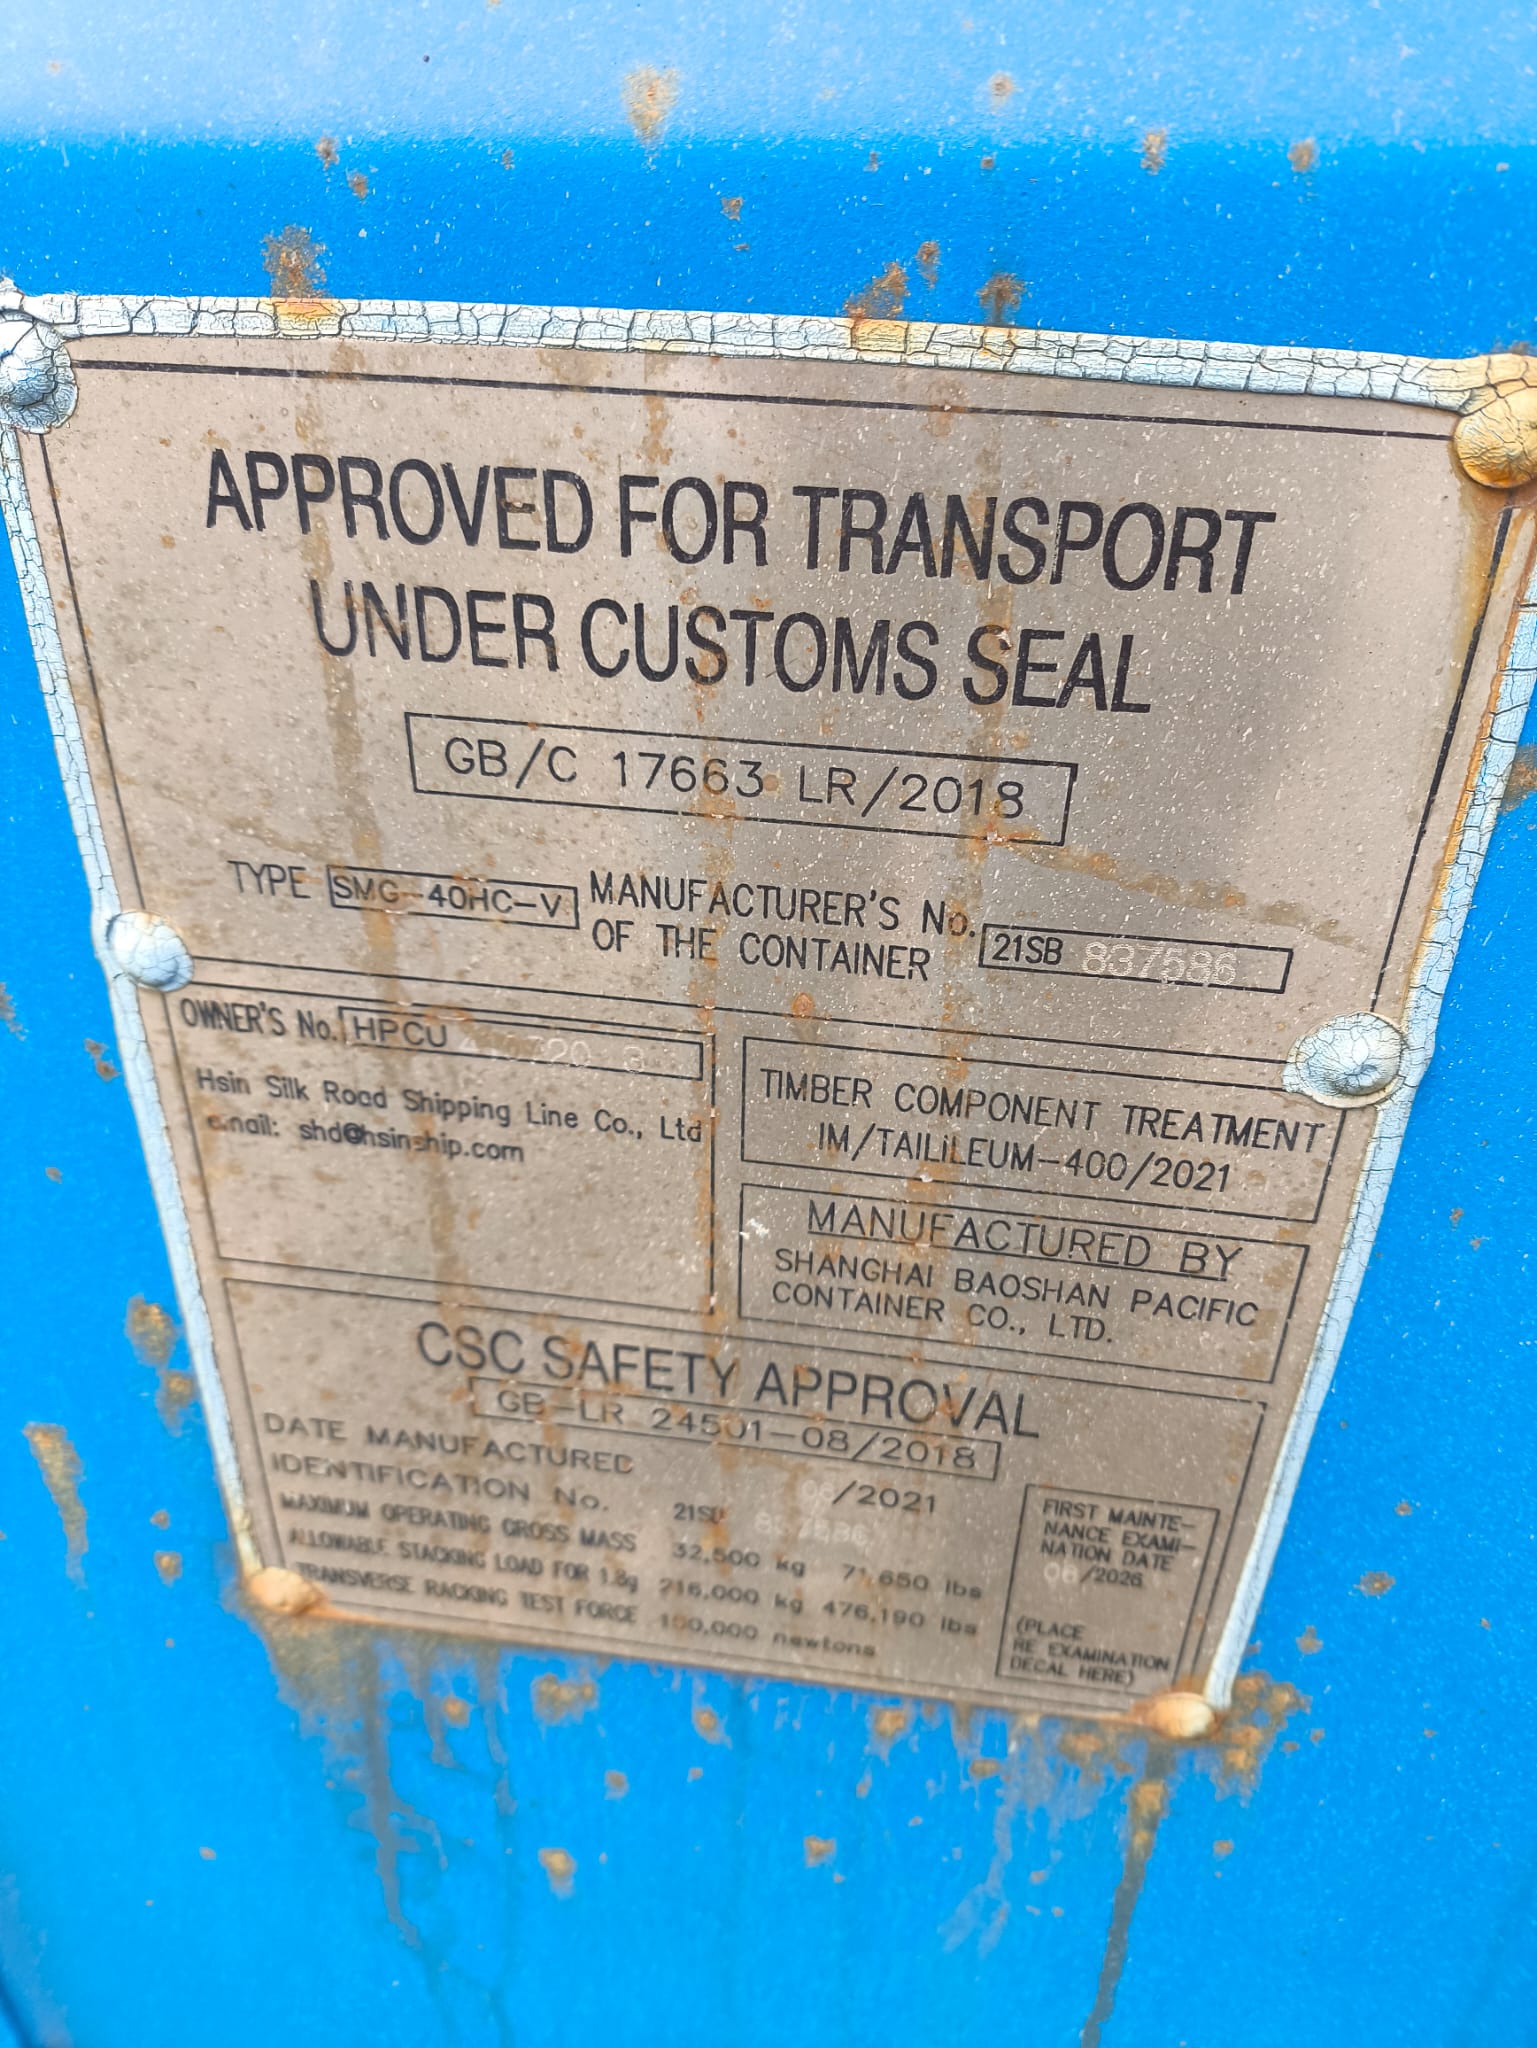 APPROVED FOR TRANSPORT
UNDER CUSTOMS SEAL
GB/C 17663 LR/2018
TYPE SMG-40HC-V MANUFACTURER'S No. 21SB 837586
OF THE CONTAINER
OWNER'S No. HPCU
Hsin Silk Road Shipping Line Co., Ltd
email: shd@hsinship.com
TIMBER COMPONENT TREATMENT
IM/TAILiLEUM-400/2021
MANUFACTURED BY
SHANGHAI BAOSHAN PACIFIC
CONTAINER CO., LTD.
CSC SAFETY APPROVAL
GB-LR 24501-08/2018
DATE MANUFACTURED /2021
IDENTIFICATION No. 21SB 837586
MAXIMUM OPERATING GROSS MASS 32,500 kg 71,650 lbs
ALLOWABLE STACKING LOAD FOR 1.8g 216,000 kg 476,190 lbs
TRANSVERSE RACKING TEST FORCE newtons
FIRST MAINTE-
NANCE EXAMI-
NATION DATE
06/2026
(PLACE
RE EXAMINATION
DECAL HERE)